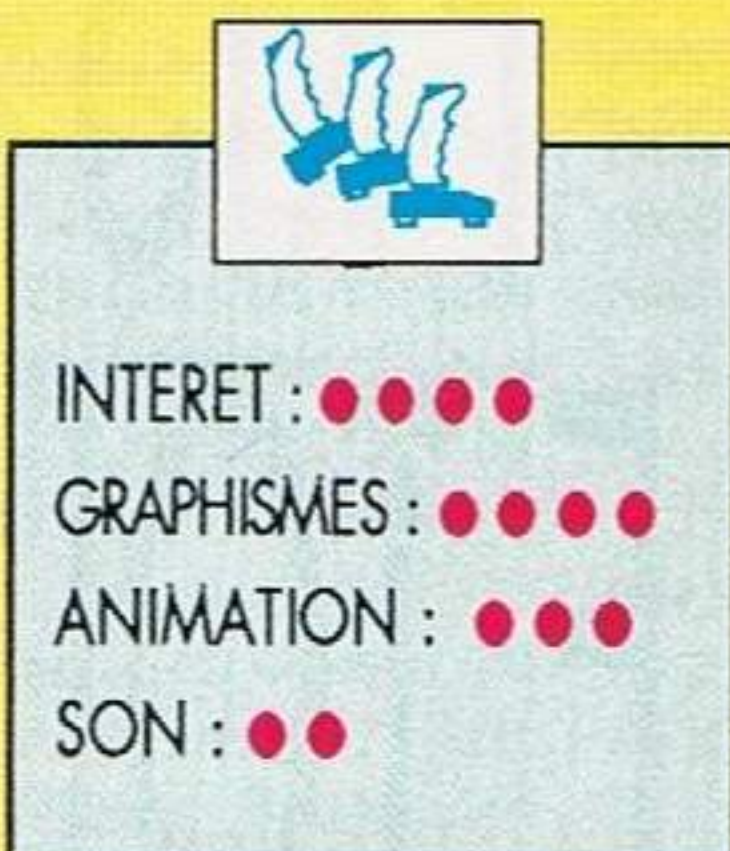 INTERET : ●●●●
GRAPHISMES : ●●●●
ANIMATION : ●●●
SON : ●●